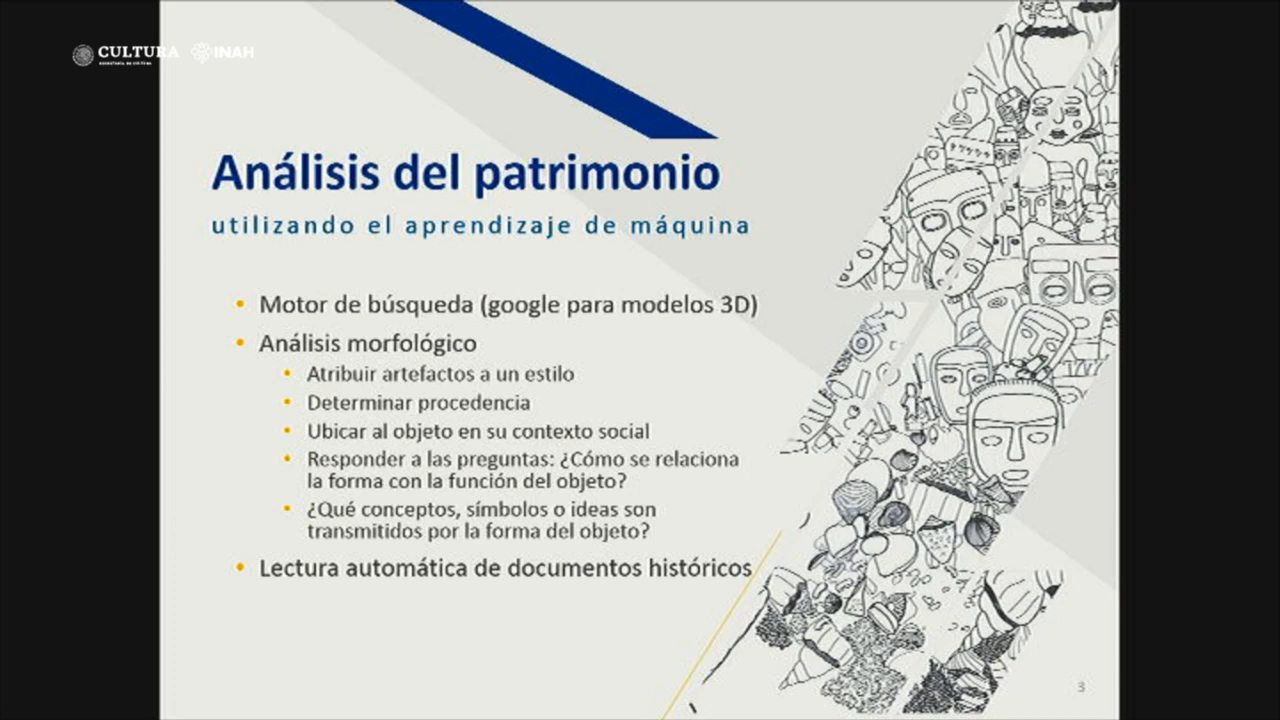 CULTURA
SECRETARÍA DE CULTURA
INAH
Análisis del patrimonio
utilizando el aprendizaje de máquina
• Motor de búsqueda (google para modelos 3D)
• Análisis morfológico
• Atribuir artefactos a un estilo
• Determinar procedencia
• Ubicar al objeto en su contexto social
• Responder a las preguntas: ¿Cómo se relaciona
la forma con la función del objeto?
• ¿Qué conceptos, símbolos o ideas son
transmitidos por la forma del objeto?
• Lectura automática de documentos históricos
3